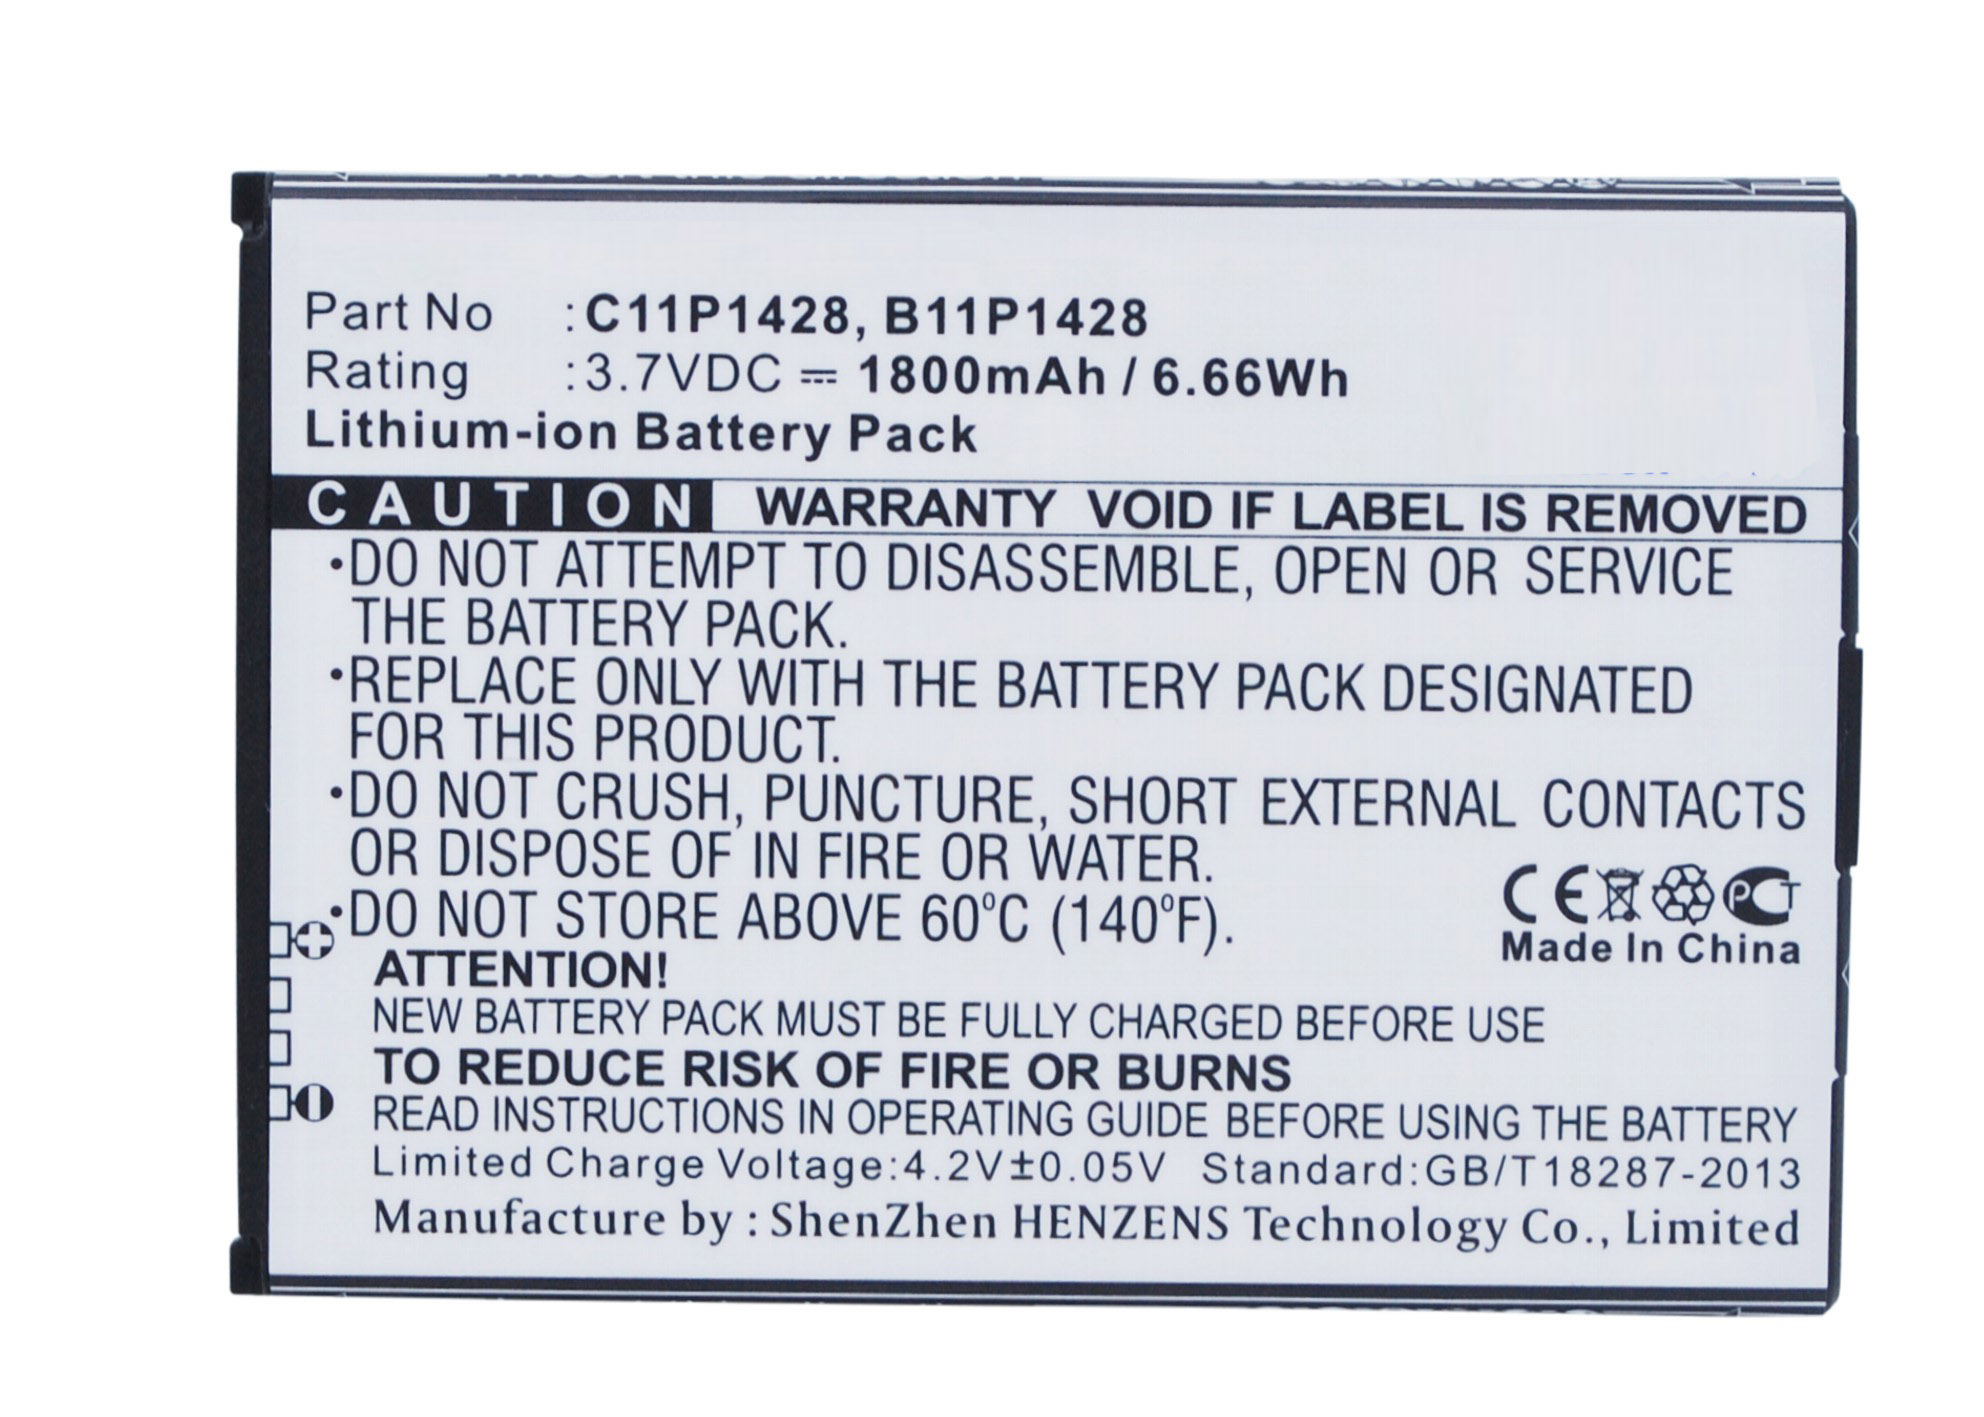 Part No : C11P1428, B11P1428
Rating : 3.7VDC ⎓ 1800mAh / 6.66Wh
Lithium-ion Battery Pack
CAUTION WARRANTY VOID IF LABEL IS REMOVED
•DO NOT ATTEMPT TO DISASSEMBLE, OPEN OR SERVICE
THE BATTERY PACK.
•REPLACE ONLY WITH THE BATTERY PACK DESIGNATED
FOR THIS PRODUCT.
•DO NOT CRUSH, PUNCTURE, SHORT EXTERNAL CONTACTS
OR DISPOSE OF IN FIRE OR WATER.
•DO NOT STORE ABOVE 60°C (140°F).
CE PCT
Made In China
ATTENTION!
NEW BATTERY PACK MUST BE FULLY CHARGED BEFORE USE
TO REDUCE RISK OF FIRE OR BURNS
READ INSTRUCTIONS IN OPERATING GUIDE BEFORE USING THE BATTERY
Limited Charge Voltage:4.2V±0.05V Standard:GB/T18287-2013
Manufacture by : ShenZhen HENZENS Technology Co., Limited